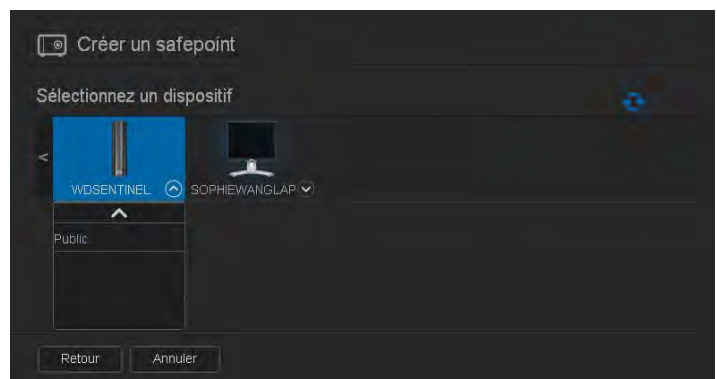 Créer un safepoint
Sélectionnez un dispositif
<
WDSENTINEL
SOPHIEWANGLAP
Public
Retour
Annuler